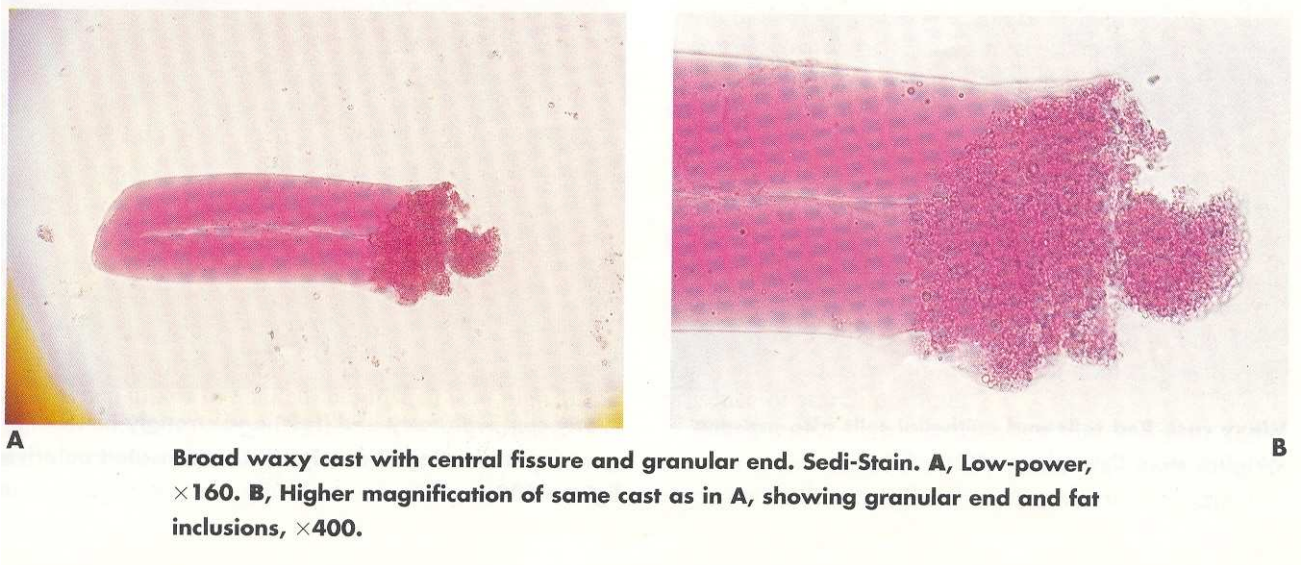 A
B
Broad waxy cast with central fissure and granular end. Sedi-Stain. A, Low-power,
×160. B, Higher magnification of same cast as in A, showing granular end and fat
inclusions, ×400.